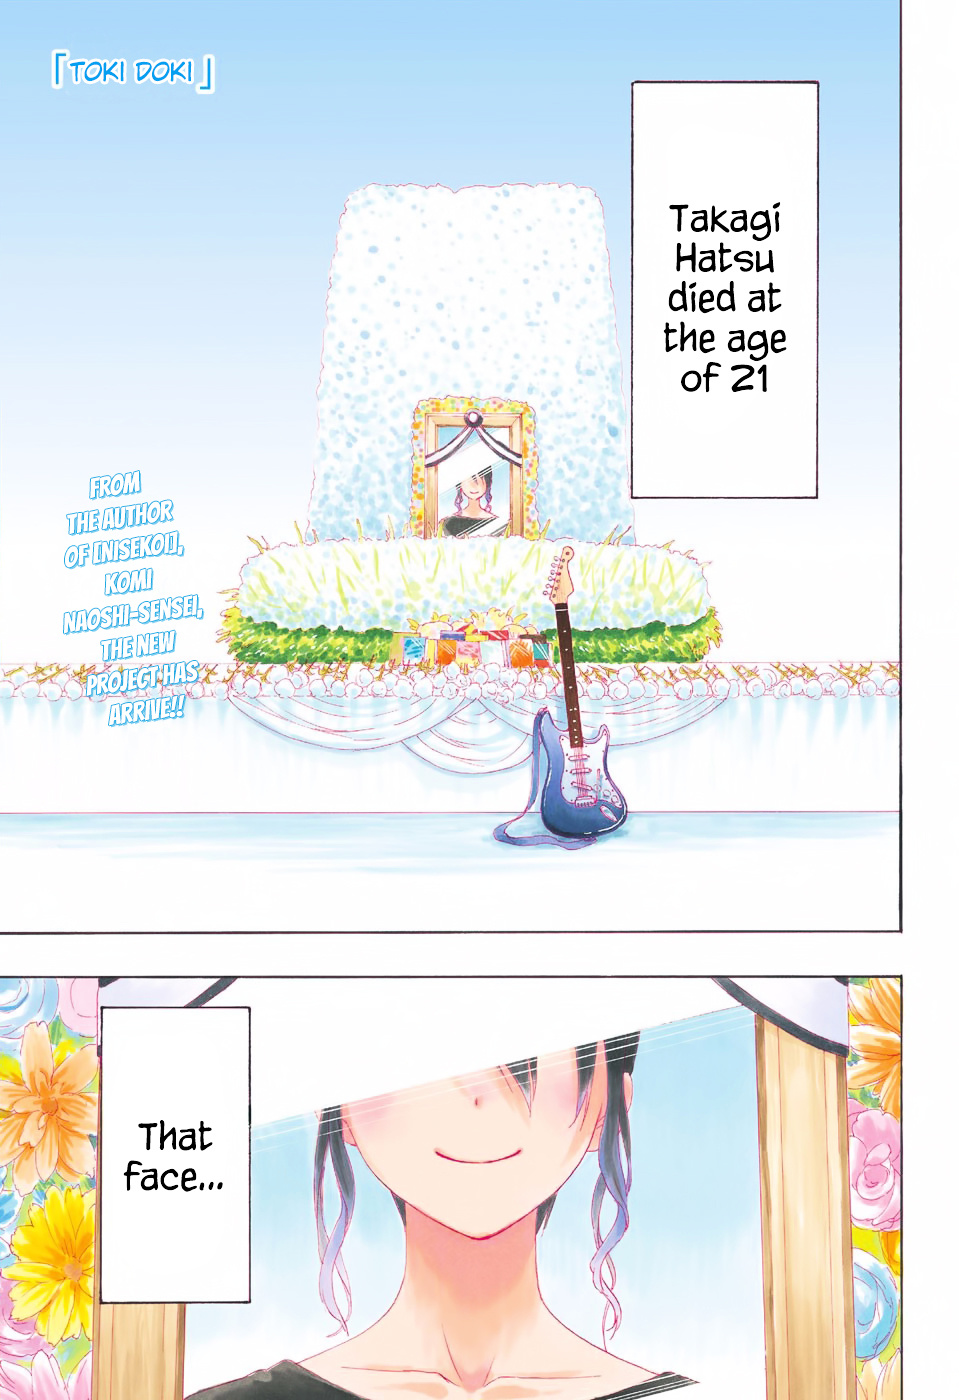 「TOKI DOKI」
Takagi
Hatsu
died at
the age
of 21
FROM
THE AUTHOR
OF [NISEKOI],
KOMI
NAOSHI-SENSEI,
THE NEW
PROJECT HAS
ARRIVE!!
That
face...